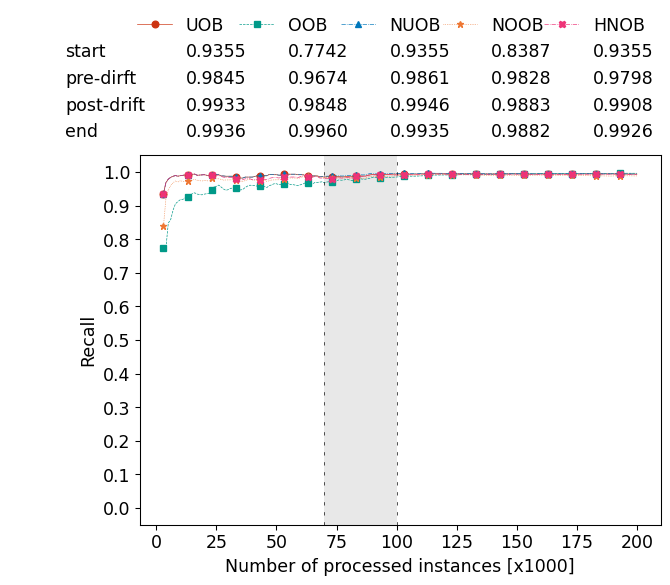 UOB OOB NUOB NOOB HNOB
start 0.9355 0.7742 0.9355 0.8387 0.9355
pre-dirft 0.9845 0.9674 0.9861 0.9828 0.9798
post-drift 0.9933 0.9848 0.9946 0.9883 0.9908
end 0.9936 0.9960 0.9935 0.9882 0.9926
1.0
0.9
0.8
0.7
0.6
0.5
0.4
0.3
0.2
0.1
0.0
Recall
0 25 50 75 100 125 150 175 200
Number of processed instances [x1000]